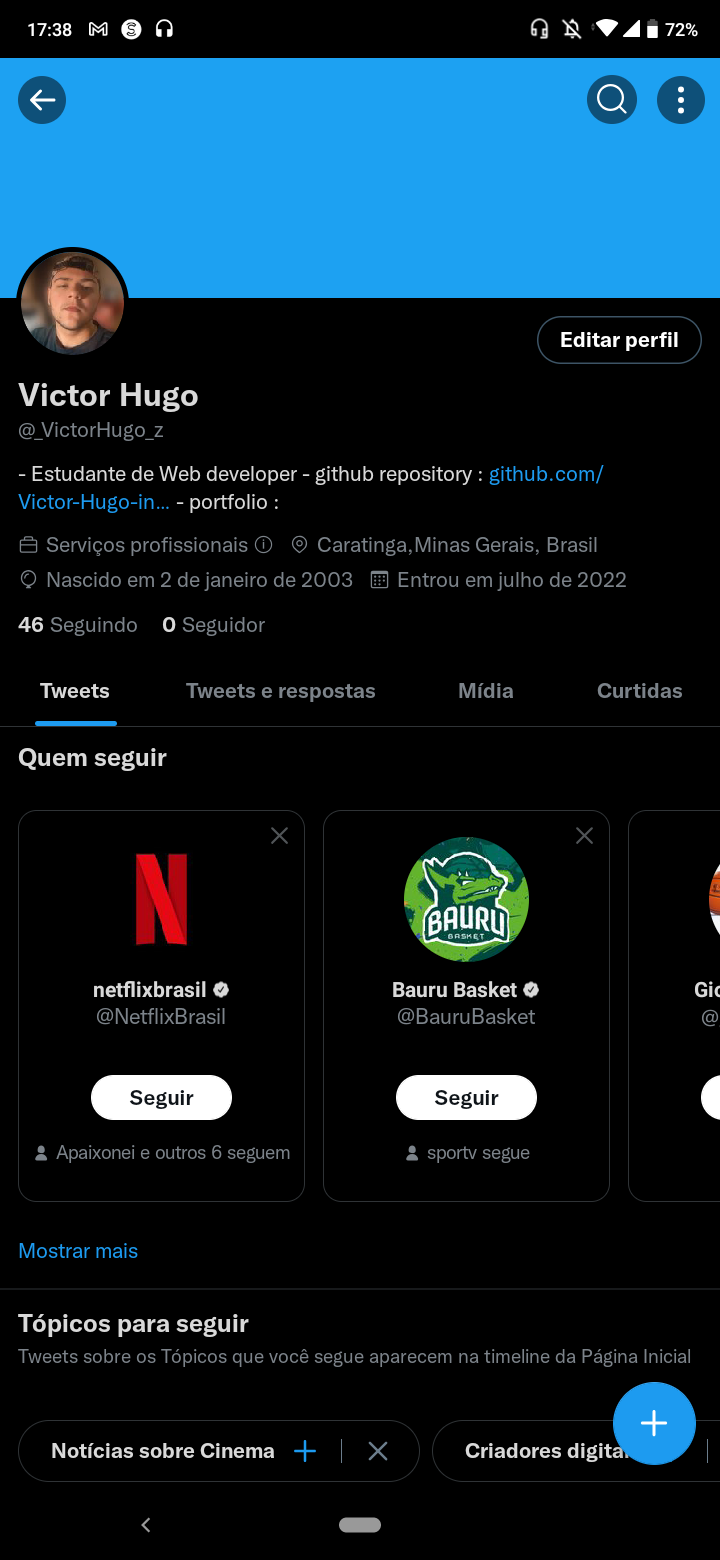 17:38
72%
Editar perfil
Victor Hugo
@_VictorHugo_z
- Estudante de Web developer - github repository : github.com/
Victor-Hugo-in... - portfolio :
Serviços profissionais Caratinga,Minas Gerais, Brasil
Nascido em 2 de janeiro de 2003 Entrou em julho de 2022
46 Seguindo 0 Seguidor
Tweets Tweets e respostas Mídia Curtidas
Quem seguir
BAURU
BASKET
netflixbrasil Bauru Basket Gio
@NetflixBrasil @BauruBasket @
Seguir Seguir
Apaixonei e outros 6 seguem sportv segue
Mostrar mais
Tópicos para seguir
Tweets sobre os Tópicos que você segue aparecem na timeline da Página Inicial
Notícias sobre Cinema Criadores digita